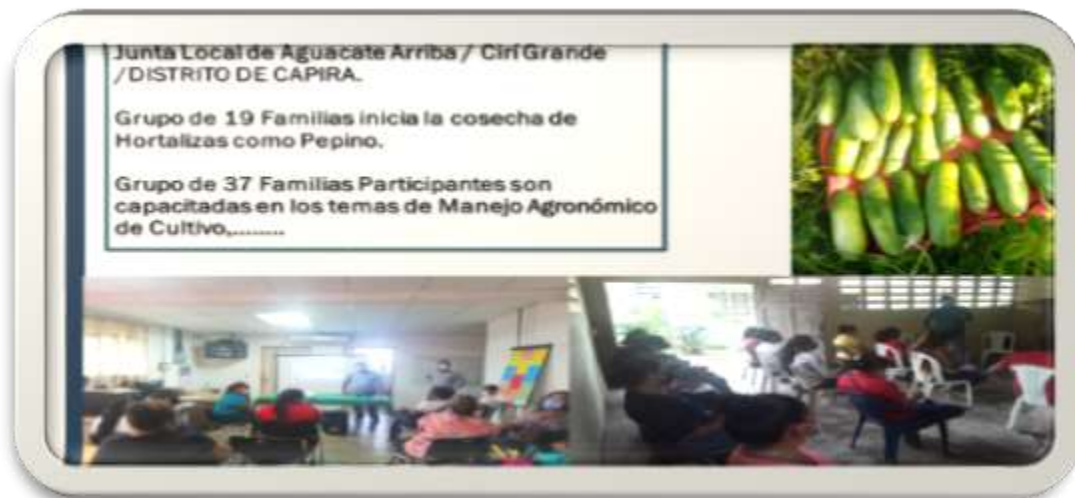 Junta Local de Aguacate Arriba / Cirí Grande
/DISTRITO DE CAPIRA.
Grupo de 19 Familias inicia la cosecha de
Hortalizas como Pepino.
Grupo de 37 Familias Participantes son
capacitadas en los temas de Manejo Agronómico
de Cultivo,........